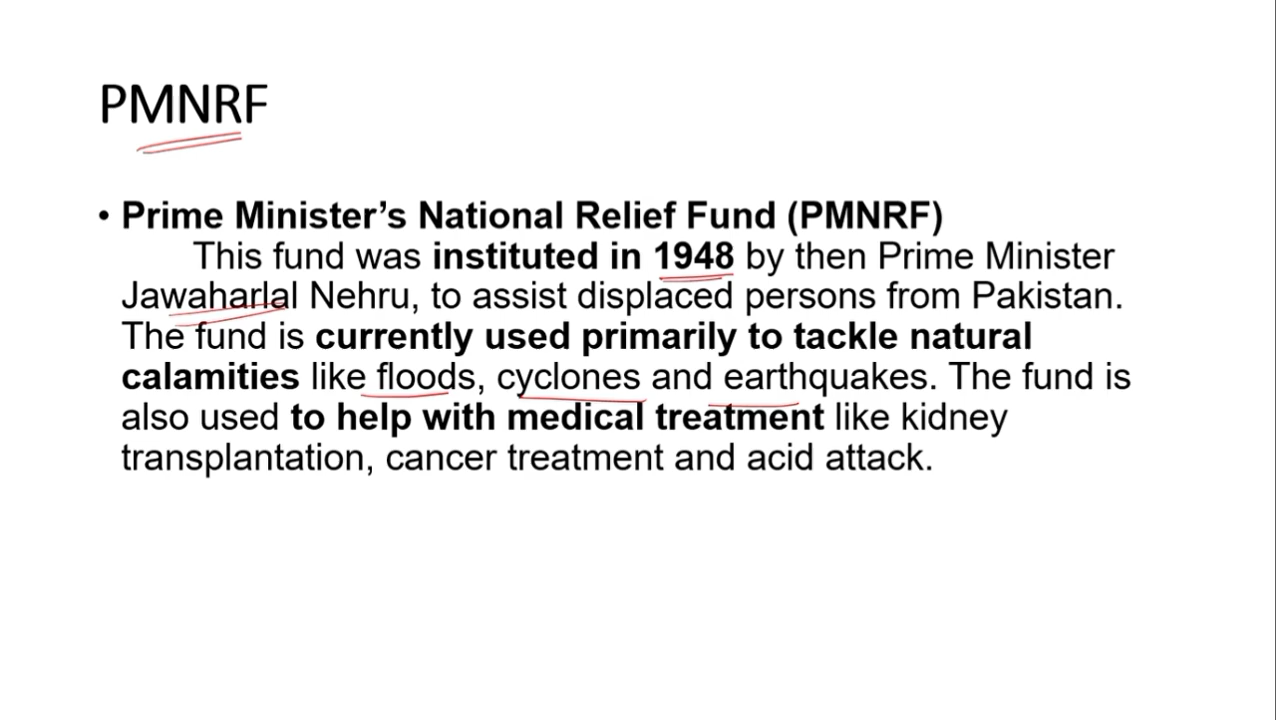 PMNRF
• Prime Minister’s National Relief Fund (PMNRF)
This fund was instituted in 1948 by then Prime Minister
Jawaharlal Nehru, to assist displaced persons from Pakistan.
The fund is currently used primarily to tackle natural
calamities like floods, cyclones and earthquakes. The fund is
also used to help with medical treatment like kidney
transplantation, cancer treatment and acid attack.